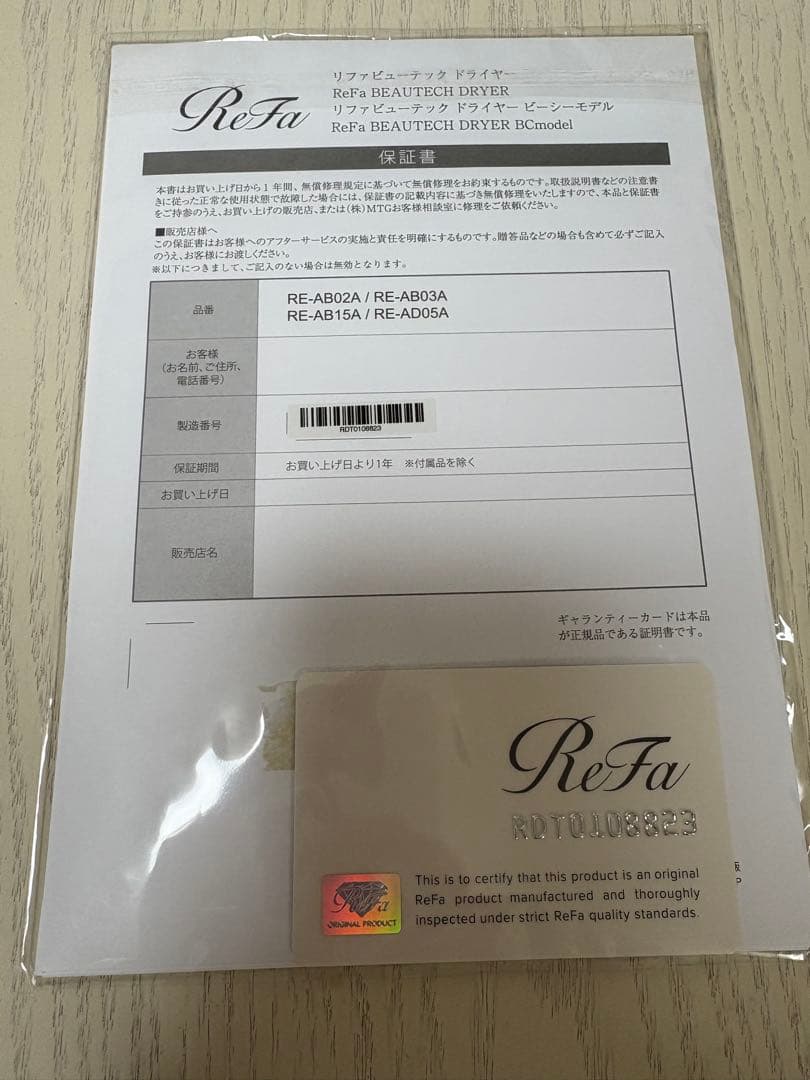 ReFa
リファビューテック ドライヤー
ReFa BEAUTECH DRYER
リファビューテック ドライヤー ビーシーモデル
ReFa BEAUTECH DRYER BCmodel
保証書
本書はお買い上げ日から1年間、無償修理規定に基づいて無償修理をお約束するものです。取扱説明書などの注意書
きに従った正常な使用状態で故障した場合には、保証書の記載内容に基づき無償修理をいたしますので、本品と保証書
をご持参のうえ、お買い上げの販売店、または(株)MTGお客様相談室に修理をご依頼ください。
■販売店様へ
この保証書はお客様へのアフターサービスの実施と責任を明確にするものです。贈答品などの場合も含めて必ずご記入
のうえ、お客様にお渡しください。
※以下につきまして、ご記入のない場合は無効となります。
品番
RE-AB02A / RE-AB03A
RE-AB15A / RE-AD05A
お客様
(お名前、ご住所、
電話番号)
製造番号
RDT0108823
保証期間
お買い上げ日より1年 ※付属品を除く
お買い上げ日
販売店名
ギャランティーカードは本品
が正規品である証明書です。
ReFa
RDT0108823
ReFa
ORIGINAL PRODUCT
This is to certify that this product is an original
ReFa product manufactured and thoroughly
inspected under strict ReFa quality standards.